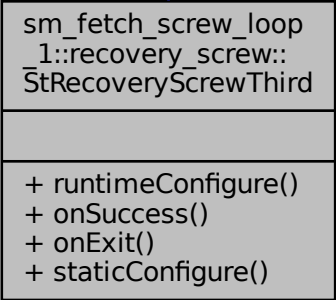 sm_fetch_screw_loop
_1::recovery_screw::
StRecoveryScrewThird
+ runtimeConfigure()
+ onSuccess()
+ onExit()
+ staticConfigure()